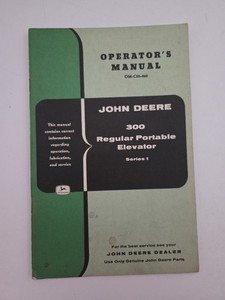 OPERATOR'S
MANUAL
JOHN DEERE
300
Regular Portable
Elevator
Series 1
This manual
contains correct
information
regarding
operation,
lubrication,
and service
For the best service see your
JOHN DEERE DEALER
Use Only Genuine John Deere Parts